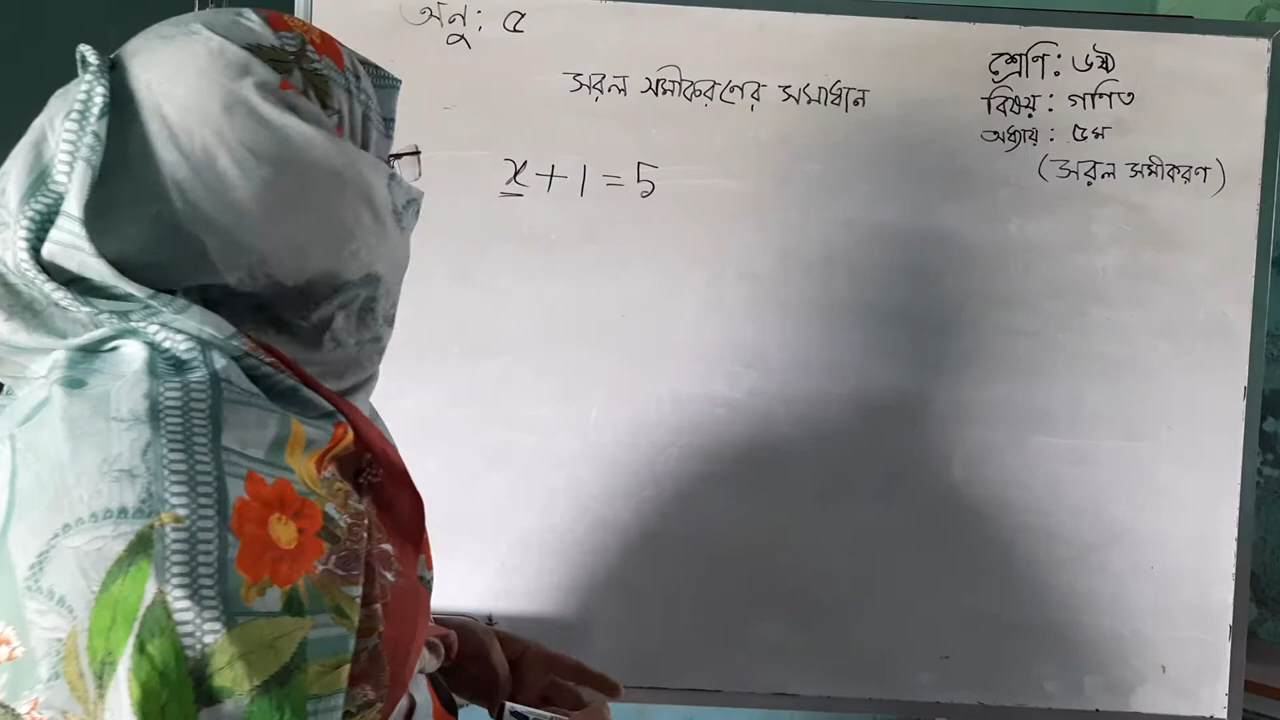 অনু: ৫
সরল সমীকরণের সমাধান
x + 1 = 5
শ্রেণি: ৬ষ্ঠ
বিষয়: গণিত
অধ্যায়: ৫ম
(সরল সমীকরণ)